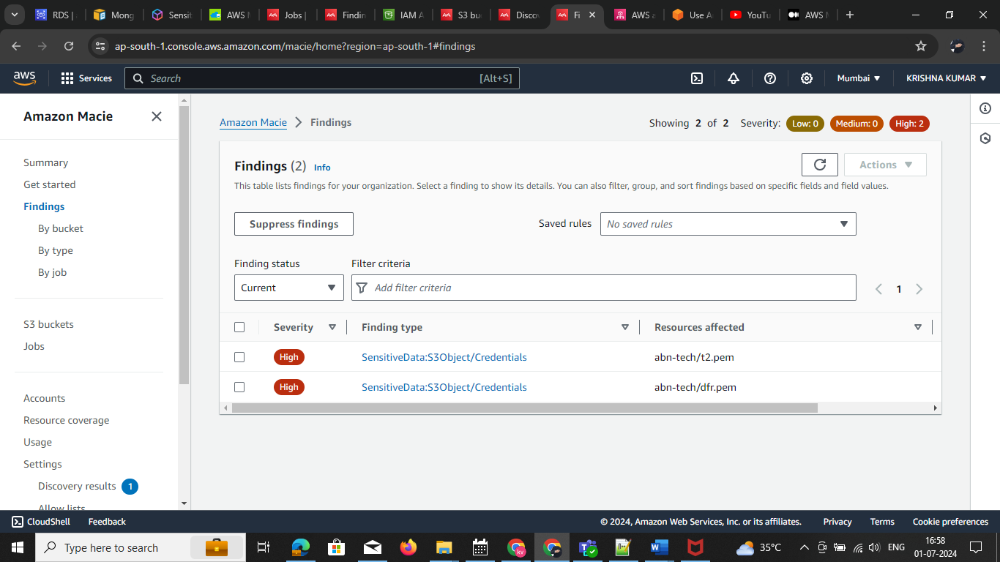 RDS |
Mong
Sensit
AWS M
Jobs |
Findin
IAM A
S3 bu
Disco
Fi
AWS a
Use A
YouTu
AWS M
ap-south-1.console.aws.amazon.com/macie/home?region=ap-south-1#findings
aws Services Search [Alt+S] Mumbai KRISHNA KUMAR
Amazon Macie
Summary
Get started
Findings
By bucket
By type
By job
S3 buckets
Jobs
Accounts
Resource coverage
Usage
Settings
Discovery results 1
Allow lists
Amazon Macie > Findings
Showing 2 of 2 Severity: Low: 0 Medium: 0 High: 2
Findings (2) Info
Actions
This table lists findings for your organization. Select a finding to show its details. You can also filter, group, and sort findings based on specific fields and field values.
Suppress findings
Saved rules No saved rules
Finding status
Filter criteria
Current
Add filter criteria
1
Severity Finding type Resources affected
High SensitiveData:S3Object/Credentials abn-tech/t2.pem
High SensitiveData:S3Object/Credentials abn-tech/dfr.pem
CloudShell Feedback © 2024, Amazon Web Services, Inc. or its affiliates. Privacy Terms Cookie preferences
Type here to search
kv
35°C
ENG
16:58
01-07-2024